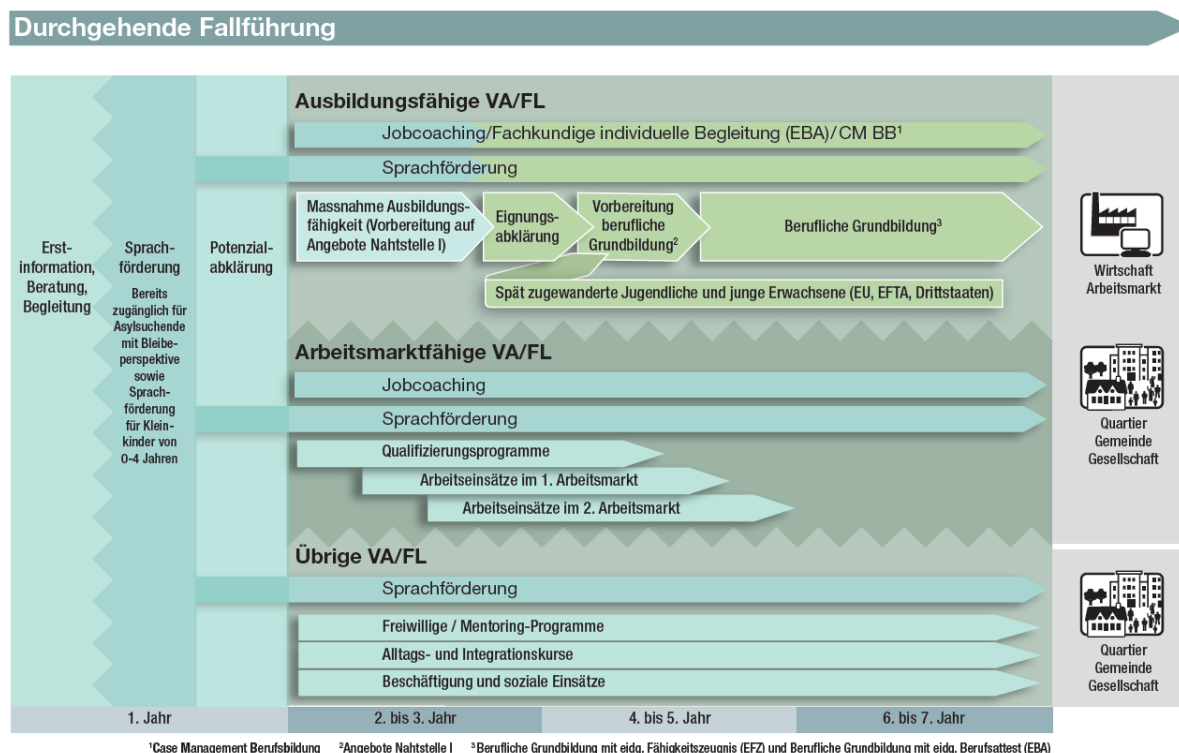 Durchgehende Fallführung
Erst-
information,
Beratung,
Begleitung
Sprach-
förderung
Bereits
zugänglich für
Asylsuchende
mit Bleibe-
perspektive
sowie
Sprach-
förderung
für Klein-
kinder von
0-4 Jahren
Potenzial-
abklärung
Ausbildungsfähige VA/FL
Jobcoaching/Fachkundige individuelle Begleitung (EBA)/CM BB¹
Sprachförderung
Massnahme Ausbildungs-
fähigkeit (Vorbereitung auf
Angebote Nahtstelle I)
Eignungs-
abklärung
Vorbereitung
berufliche
Grundbildung²
Berufliche Grundbildung³
Spät zugewanderte Jugendliche und junge Erwachsene (EU, EFTA, Drittstaaten)
Arbeitsmarktfähige VA/FL
Jobcoaching
Sprachförderung
Qualifizierungsprogramme
Arbeitseinsätze im 1. Arbeitsmarkt
Arbeitseinsätze im 2. Arbeitsmarkt
Übrige VA/FL
Sprachförderung
Freiwillige / Mentoring-Programme
Alltags- und Integrationskurse
Beschäftigung und soziale Einsätze
Wirtschaft
Arbeitsmarkt
Quartier
Gemeinde
Gesellschaft
Quartier
Gemeinde
Gesellschaft
1. Jahr
2. bis 3. Jahr
4. bis 5. Jahr
6. bis 7. Jahr
¹Case Management Berufsbildung ²Angebote Nahtstelle I ³Berufliche Grundbildung mit eidg. Fähigkeitszeugnis (EFZ) und Berufliche Grundbildung mit eidg. Berufsattest (EBA)